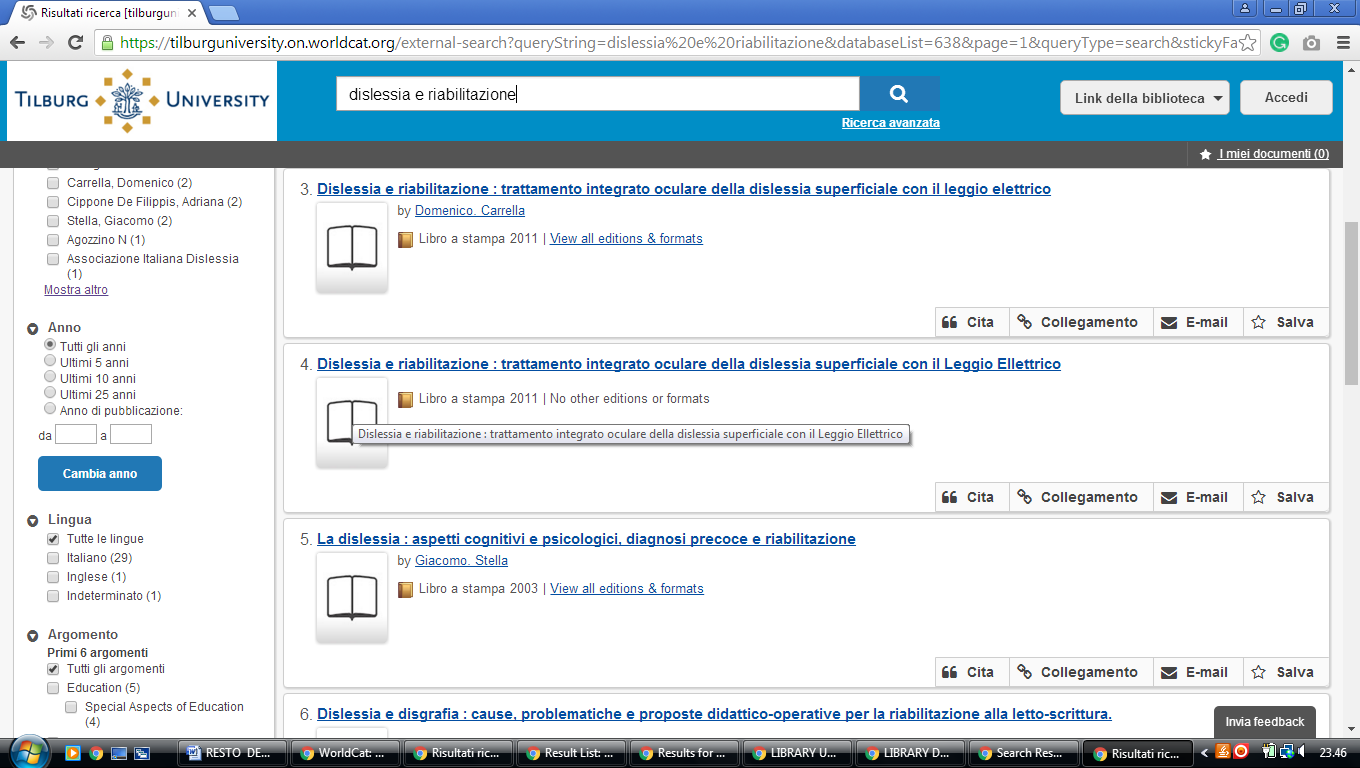 Risultati ricerca [tilburguni
https://tilburguniversity.on.worldcat.org/external-search?queryString=dislessia%20e%20riabilitazione&databaseList=638&page=1&queryType=search&stickyFa
TILBURG UNIVERSITY
dislessia e riabilitazione
Ricerca avanzata
Link della biblioteca
Accedi
I miei documenti (0)
Carrella, Domenico (2)
Cippone De Filippis, Adriana (2)
Stella, Giacomo (2)
Agozzino N (1)
Associazione Italiana Dislessia
(1)
Mostra altro
Anno
Tutti gli anni
Ultimi 5 anni
Ultimi 10 anni
Ultimi 25 anni
Anno di pubblicazione:
da a
Cambia anno
Lingua
Tutte le lingue
Italiano (29)
Inglese (1)
Indeterminato (1)
Argomento
Primi 6 argomenti
Tutti gli argomenti
Education (5)
Special Aspects of Education
(4)
3. Dislessia e riabilitazione : trattamento integrato oculare della dislessia superficiale con il leggio elettrico
by Domenico. Carrella
Libro a stampa 2011 | View all editions & formats
Cita Collegamento E-mail Salva
4. Dislessia e riabilitazione : trattamento integrato oculare della dislessia superficiale con il Leggio Ellettrico
Libro a stampa 2011 | No other editions or formats
Dislessia e riabilitazione : trattamento integrato oculare della dislessia superficiale con il Leggio Ellettrico
Cita Collegamento E-mail Salva
5. La dislessia : aspetti cognitivi e psicologici, diagnosi precoce e riabilitazione
by Giacomo. Stella
Libro a stampa 2003 | View all editions & formats
Cita Collegamento E-mail Salva
6. Dislessia e disgrafia : cause, problematiche e proposte didattico-operative per la riabilitazione alla letto-scrittura.
Invia feedback
RESTO DE... WorldCat: ... Risultati ric... Result List: ... Results for ... LIBRARY U... LIBRARY D... Search Res... Risultati ric... 23.46